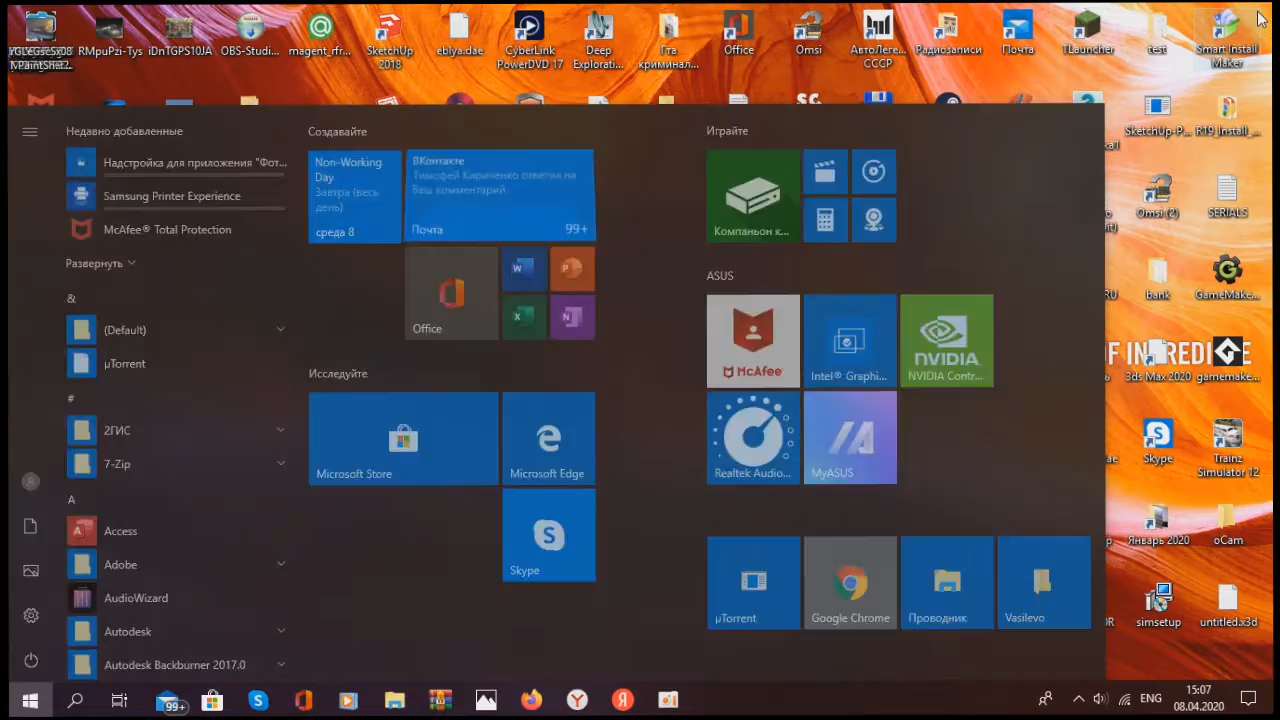 RMpuPzi-Tys
iDnTGPS10JA
OBS-Studi...
magent_rfr...
SketchUp
2018
eblya.dae
CyberLink
PowerDVD 17
Deep
Explorati...
Гта
криминал...
Office
Omsi
АвтоЛеге...
СССР
Радиозаписи
Почта
TLauncher
test
Smart Install
Maker
Недавно добавленные
Надстройка для приложения "Фот...
Samsung Printer Experience
McAfee® Total Protection
Развернуть
&
(Default)
µTorrent
#
2ГИС
7-Zip
A
Access
Adobe
AudioWizard
Autodesk
Autodesk Backburner 2017.0
Создавайте
Non-Working
Day
Завтра (весь
день)
среда 8
ВКонтакте
Тимофей Кириченко ответил на
Ваш комментарий
Почта
99+
Office
Исследуйте
Microsoft Store
Microsoft Edge
Skype
Играйте
Компаньон к...
ASUS
McAfee
Intel® Graphi...
NVIDIA
NVIDIA Contr...
Realtek Audio...
MyASUS
µTorrent
Google Chrome
Проводник
Vasilevo
SketchUp-P...
R19_Install_...
Omsi (2)
SERIALS
bank
GameMake...
OF INCREDIBLE
3ds Max 2020
gamemake...
Skype
Trainz
Simulator 12
Январь 2020
oCam
simsetup
untitled.x3d
99+
ENG
15:07
08.04.2020